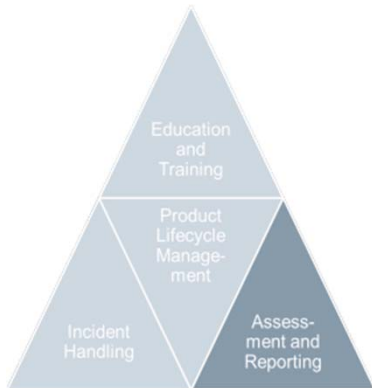 Education
and
Training
Product
Lifecycle
Manage-
ment
Incident
Handling
Assess-
ment and
Reporting